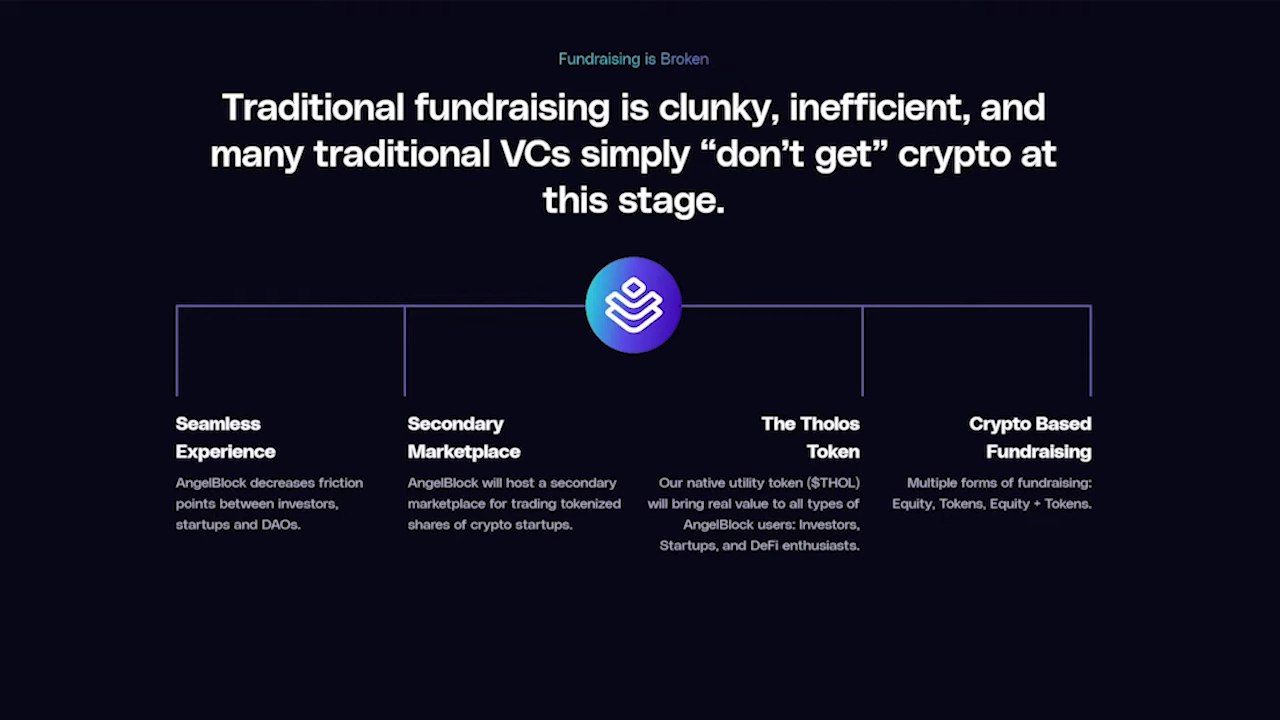 Fundraising is Broken
Traditional fundraising is clunky, inefficient, and
many traditional VCs simply “don’t get” crypto at
this stage.
Seamless
Experience
AngelBlock decreases friction
points between investors,
startups and DAOs.
Secondary
Marketplace
AngelBlock will host a secondary
marketplace for trading tokenized
shares of crypto startups.
The Tholos
Token
Our native utility token ($THOL)
will bring real value to all types of
AngelBlock users: Investors,
Startups, and DeFi enthusiasts.
Crypto Based
Fundraising
Multiple forms of fundraising:
Equity, Tokens, Equity + Tokens.